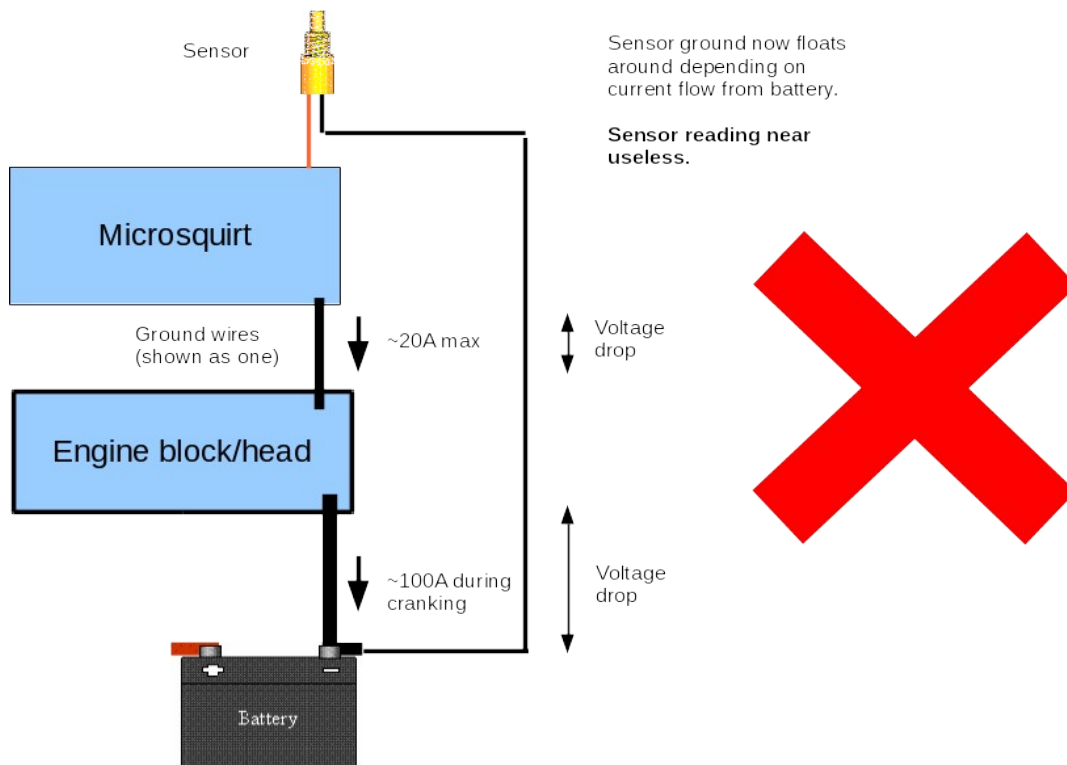 Sensor
Sensor ground now floats
around depending on
current flow from battery.
Sensor reading near
useless.
Microsquirt
Ground wires
(shown as one)
~20A max
Voltage
drop
Engine block/head
~100A during
cranking
Voltage
drop
Battery